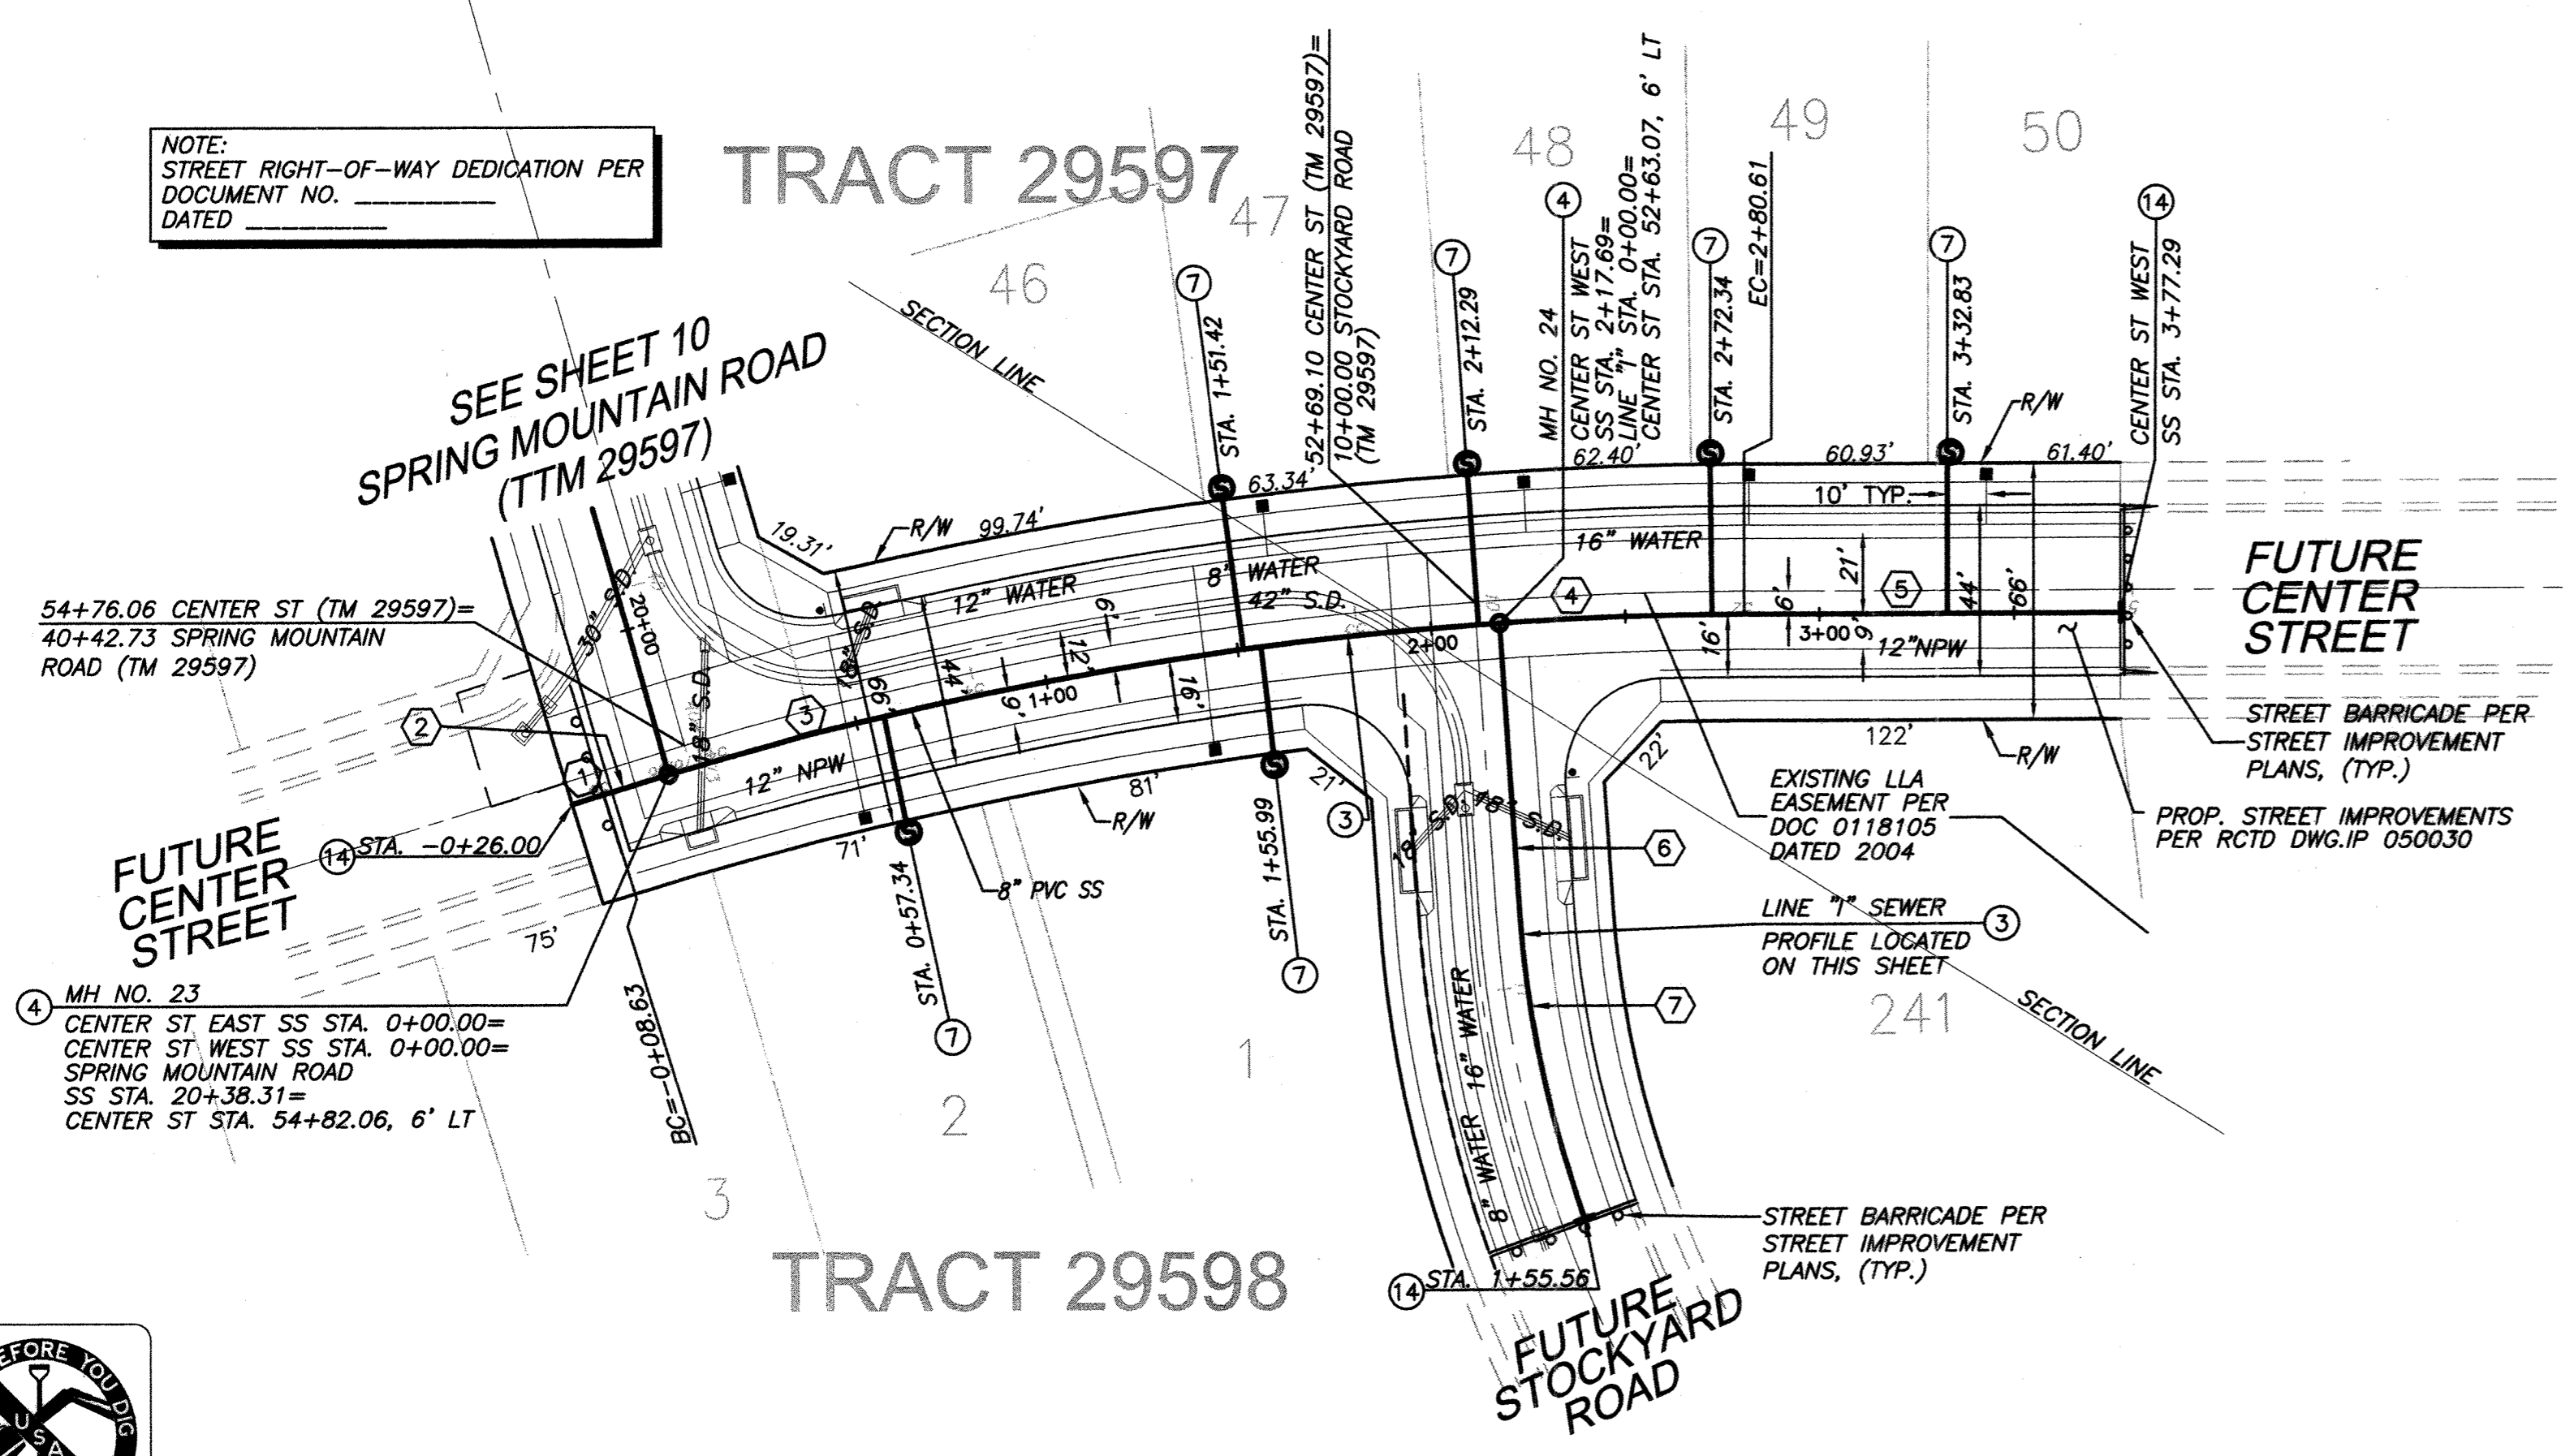 NOTE:
STREET RIGHT-OF-WAY DEDICATION PER
DOCUMENT NO. ________
DATED ________
TRACT 29597
46
47
48
49
50
SEE SHEET 10
SPRING MOUNTAIN ROAD
(TTM 29597)
SECTION LINE
7
STA. 1+51.42
52+69.10 CENTER ST (TM 29597)=
10+00.00 STOCKYARD ROAD
(TM 29597)
7
STA. 2+12.29
4
MH NO. 24
CENTER ST WEST
SS STA. 2+17.69=
LINE "I" STA. 0+00.00=
CENTER ST STA. 52+63.07, 6' LT
7
STA. 2+72.34
EC=2+80.61
7
STA. 3+32.83
14
CENTER ST WEST
SS STA. 3+77.29
R/W
19.31'
R/W
99.74'
63.34'
62.40'
60.93'
61.40'
10' TYP.
16" WATER
12" WATER
8" WATER
42" S.D.
30" S.D.
20+00
18" S.D.
18" S.D.
66'
44'
9'
12'
6'
16'
1+00
2+00
3+00
16'
6'
21'
9'
44'
66'
12" NPW
12"NPW
1
2
3
4
5
54+76.06 CENTER ST (TM 29597)=
40+42.73 SPRING MOUNTAIN
ROAD (TM 29597)
FUTURE
CENTER
STREET
14
STA. -0+26.00
75'
71'
81'
R/W
21'
22'
122'
R/W
3
8" PVC SS
STA. 0+57.34
7
STA. 1+55.99
7
4
MH NO. 23
CENTER ST EAST SS STA. 0+00.00=
CENTER ST WEST SS STA. 0+00.00=
SPRING MOUNTAIN ROAD
SS STA. 20+38.31=
CENTER ST STA. 54+82.06, 6' LT
BC=-0+08.63
FUTURE
CENTER
STREET
STREET BARRICADE PER
STREET IMPROVEMENT
PLANS, (TYP.)
PROP. STREET IMPROVEMENTS
PER RCTD DWG.IP 050030
EXISTING LLA
EASEMENT PER
DOC 0118105
DATED 2004
18" S.D.
18" S.D.
6
LINE "I" SEWER
PROFILE LOCATED
ON THIS SHEET
3
7
241
SECTION LINE
8" WATER
16" WATER
1
2
3
TRACT 29598
STREET BARRICADE PER
STREET IMPROVEMENT
PLANS, (TYP.)
14
STA. 1+55.56
FUTURE
STOCKYARD
ROAD
BEFORE YOU DIG
USA